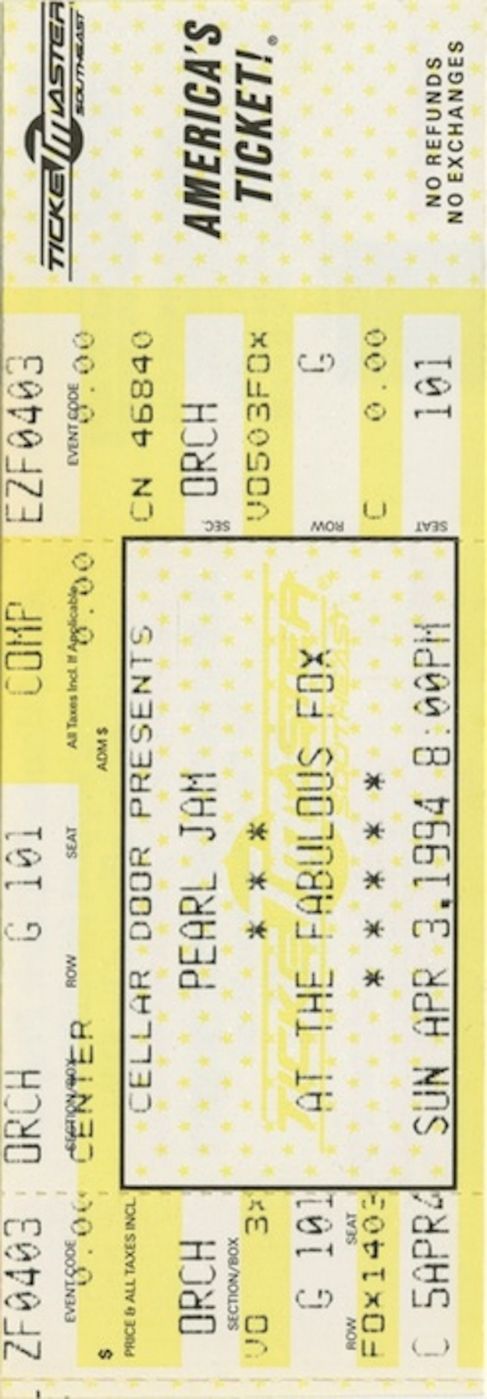 ZF0403
EVENT CODE
0.00
$
PRICE & ALL TAXES INCL.
ORCH
SECTION/BOX
VO 3X
G 101
ROW SEAT
FOX1403
C 5APR4
ORCH G 101 COMP
SECTION/BOX ROW SEAT All Taxes Incl. If Applicable
CENTER 0.00
ADM $
CELLAR DOOR PRESENTS
PEARL JAM
* * *
AT THE FABULOUS FOX
* * * * *
SUN APR 3,1994 8:00PM
EZF0403
EVENT CODE
0.00
CN 46840
SEC.
ORCH
VO503FOX
ROW
G
C 0.00
SEAT
101
TICKETMASTER
SOUTHEAST
AMERICA'S
TICKET!®
NO REFUNDS
NO EXCHANGES
TICKETMASTER
SOUTHEAST